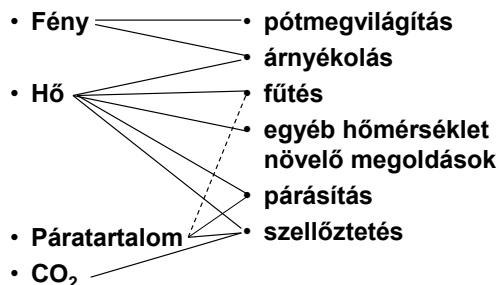 • Fény
• Hő
• Páratartalom
• CO₂
• pótmegvilágítás
• árnyékolás
• fűtés
• egyéb hőmérséklet
növelő megoldások
• párásítás
• szellőztetés